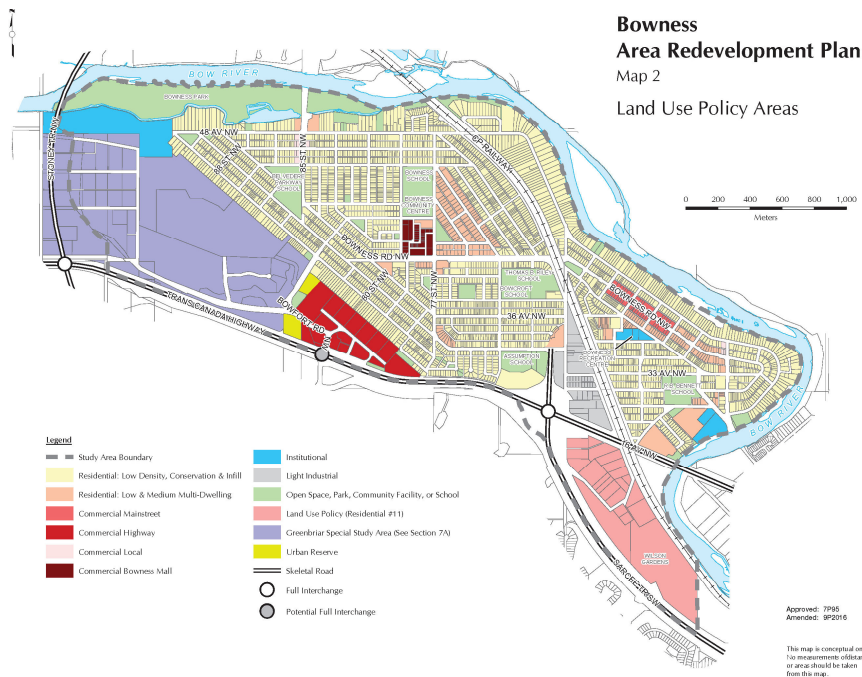 Bowness
Area Redevelopment Plan
Map 2
Land Use Policy Areas
BOW RIVER
BOWNESS PARK
STONEY TR NW
48 AV NW
85 ST NW
CP RAILWAY
88 ST NW
BELVEDERE
PARKWAY
SCHOOL
BOWNESS
SCHOOL
BOWNESS
COMMUNITY
CENTRE
BOWNESS RD NW
80 ST NW
77 ST NW
THOMAS B RILEY
SCHOOL
BOWCROFT
SCHOOL
BOWNESS RD NW
TRANS CANADA HIGHWAY
BOWFORT RD NW
36 AV NW
ASSUMPTION
SCHOOL
BOWNESS
RECREATION
CENTRE
33 AV NW
R.B. BENNETT
SCHOOL
BOW RIVER
16 AV NW
WILSON
GARDENS
SARCEE TR SW
0 200 400 600 800 1,000
Meters
Legend
Study Area Boundary
Residential: Low Density, Conservation & Infill
Residential: Low & Medium Multi-Dwelling
Commercial Mainstreet
Commercial Highway
Commercial Local
Commercial Bowness Mall
Institutional
Light Industrial
Open Space, Park, Community Facility, or School
Land Use Policy (Residential #11)
Greenbriar Special Study Area (See Section 7A)
Urban Reserve
Skeletal Road
Full Interchange
Potential Full Interchange
Approved: 7P95
Amended: 9P2016
This map is conceptual on
No measurements ofdistan
or areas should be taken
from this map.